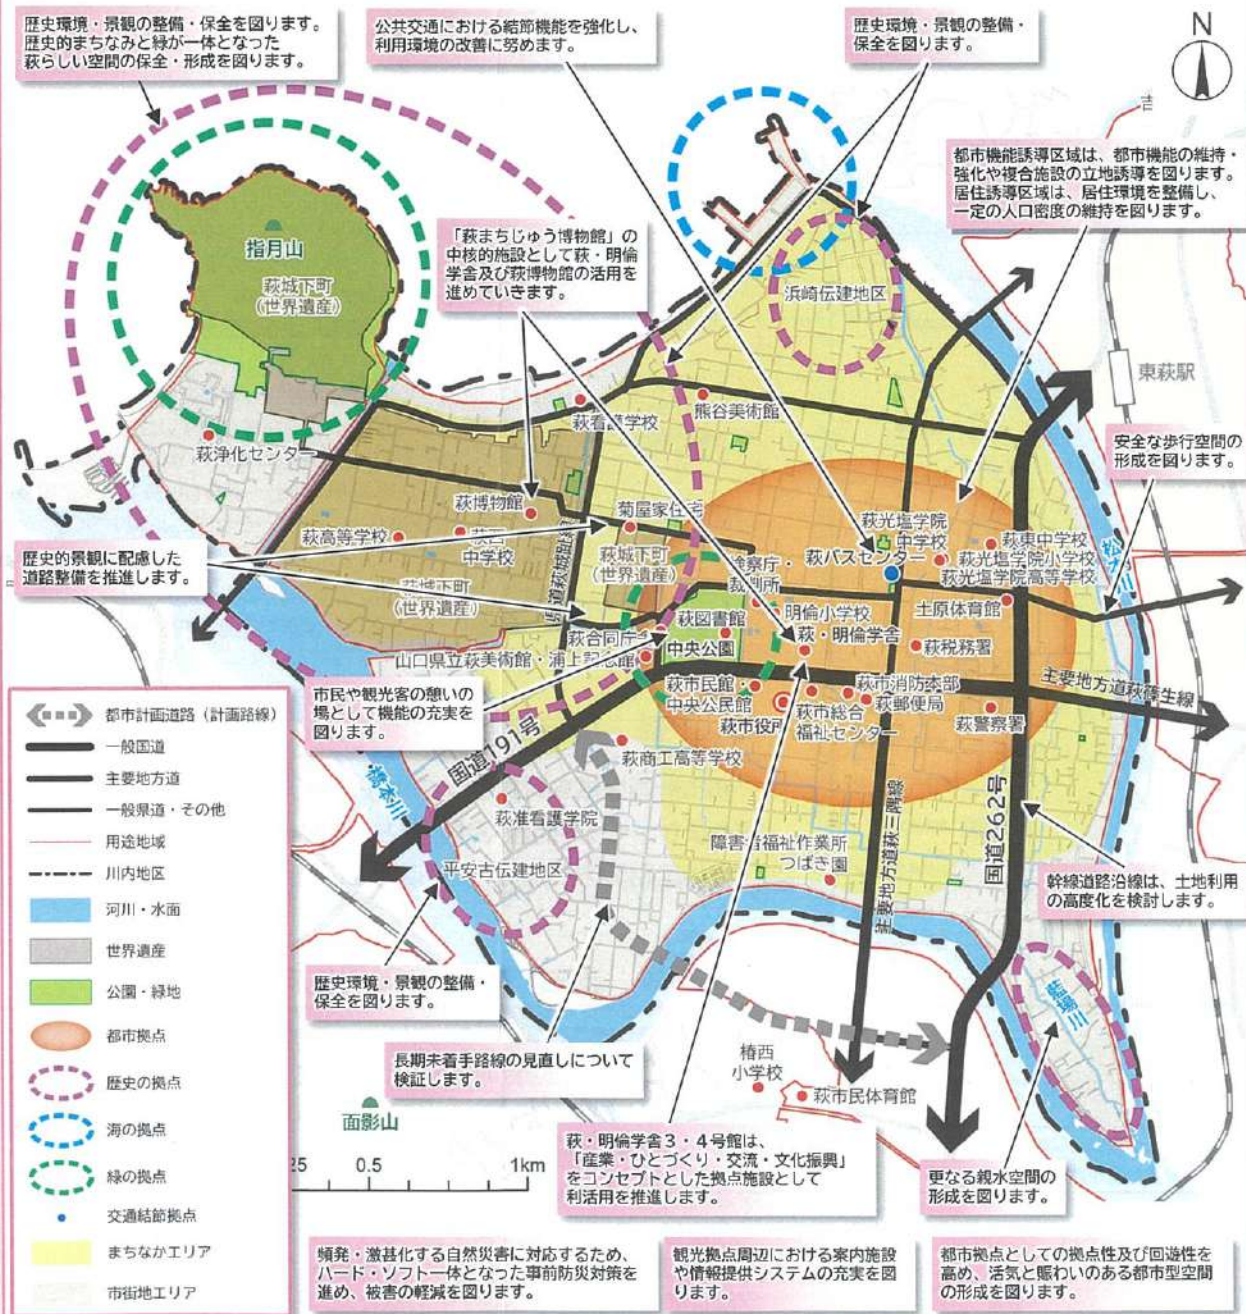 歴史環境・景観の整備・保全を図ります。
歴史的まちなみと緑が一体となった
萩らしい空間の保全・形成を図ります。
公共交通における結節機能を強化し、
利用環境の改善に努めます。
歴史環境・景観の整備・
保全を図ります。
N
都市機能誘導区域は、都市機能の維持・
強化や複合施設の立地誘導を図ります。
居住誘導区域は、居住環境を整備し、
一定の人口密度の維持を図ります。
「萩まちじゅう博物館」の
中核的施設として萩・明倫
学舎及び萩博物館の活用を
進めていきます。
指月山
萩城下町
（世界遺産）
浜崎伝建地区
東萩駅
熊谷美術館
萩看護学校
萩浄化センター
安全な歩行空間の
形成を図ります。
萩博物館
菊屋家住宅
萩高等学校
萩西
中学校
萩光塩学院
中学校
萩バスセンター
萩東中学校
萩光塩学院小学校
萩光塩学院高等学校
松本川
歴史的景観に配慮した
道路整備を推進します。
萩城下町
（世界遺産）
萩城下町
（世界遺産）
検察庁・
裁判所
明倫小学校
土原体育館
萩図書館
萩・明倫学舎
萩合同庁舎
中央公園
萩税務署
山口県立萩美術館・浦上記念館
主要地方道萩篠生線
市民や観光客の憩いの
場として機能の充実を
図ります。
萩市民館・
中央公民館
萩市消防本部
萩郵便局
萩市役所
萩市総合
福祉センター
萩警察署
国道191号
萩商工高等学校
橋本川
萩准看護学院
平安古伝建地区
障害者福祉作業所
つばき園
主要地方道萩三隅線
国道262号
幹線道路沿線は、土地利用
の高度化を検討します。
歴史環境・景観の整備・
保全を図ります。
藍場川
長期未着手路線の見直しについて
検証します。
椿西
小学校
萩市民体育館
面影山
萩・明倫学舎３・４号館は、
「産業・ひとづくり・交流・文化振興」
をコンセプトとした拠点施設として
利活用を推進します。
更なる親水空間の
形成を図ります。
都市計画道路（計画路線）
一般国道
主要地方道
一般県道・その他
用途地域
川内地区
河川・水面
世界遺産
公園・緑地
都市拠点
歴史の拠点
海の拠点
緑の拠点
交通結節拠点
まちなかエリア
市街地エリア
25 0.5 1km
頻発・激甚化する自然災害に対応するため、
ハード・ソフト一体となった事前防災対策を
進め、被害の軽減を図ります。
観光拠点周辺における案内施設
や情報提供システムの充実を図
ります。
都市拠点としての拠点性及び回遊性を
高め、活気と賑わいのある都市型空間
の形成を図ります。